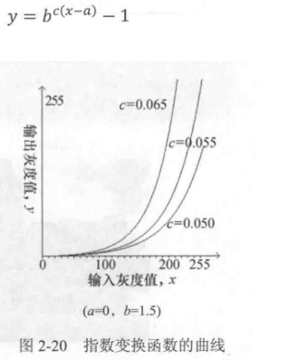 y = b^{c(x−a)} − 1
255
c=0.065
c=0.055
c=0.050
输出灰度值, y
0
100
200
255
输入灰度值, x
(a=0, b=1.5)
图 2-20 指数变换函数的曲线